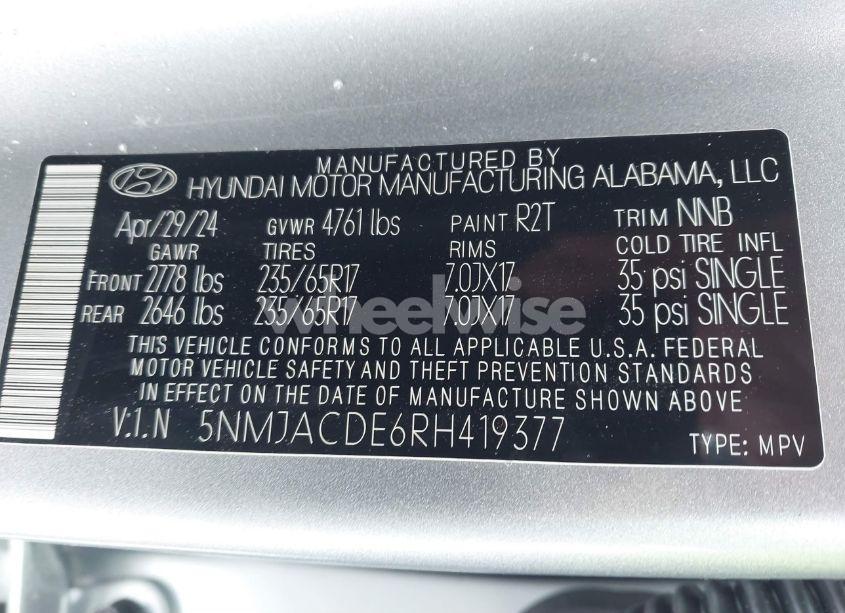 MANUFACTURED BY
HYUNDAI MOTOR MANUFACTURING ALABAMA, LLC
Apr/29/24 GVWR 4761 lbs PAINT R2T TRIM NNB
GAWR TIRES RIMS COLD TIRE INFL
FRONT 2778 lbs 235/65R17 7.0JX17 35 psi SINGLE
REAR 2646 lbs 235/65R17 7.0JX17 35 psi SINGLE
wheelwise
THIS VEHICLE CONFORMS TO ALL APPLICABLE U.S.A. FEDERAL
MOTOR VEHICLE SAFETY AND THEFT PREVENTION STANDARDS
IN EFFECT ON THE DATE OF MANUFACTURE SHOWN ABOVE
V.I.N 5NMJACDE6RH419377
TYPE: MPV